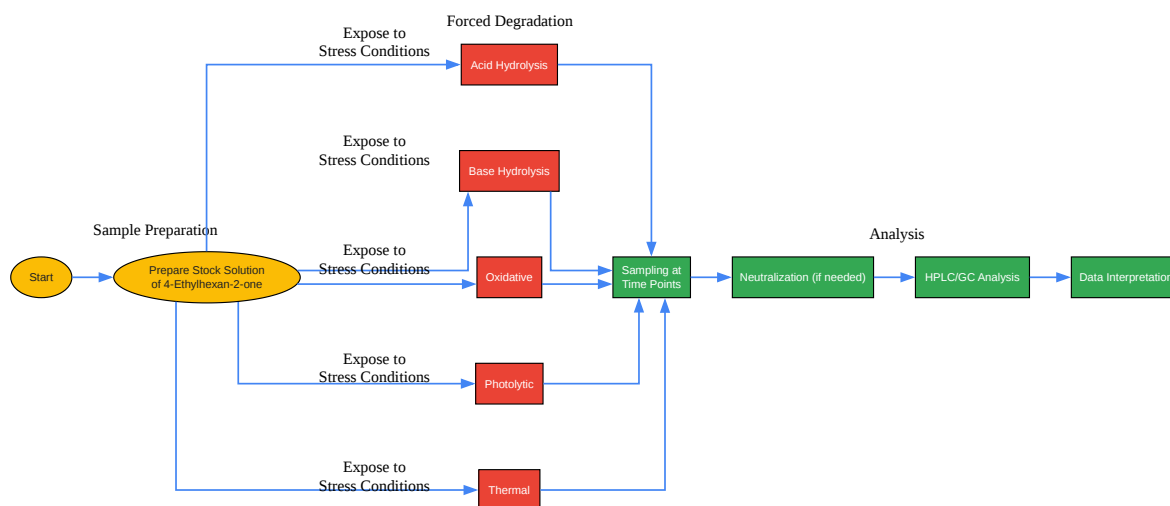 Forced Degradation
Expose to
Stress Conditions
Acid Hydrolysis
Expose to
Stress Conditions
Base Hydrolysis
Sample Preparation
Analysis
Start
Prepare Stock Solution
of 4-Ethylhexan-2-one
Expose to
Stress Conditions
Oxidative
Sampling at
Time Points
Neutralization (if needed)
HPLC/GC Analysis
Data Interpretation
Expose to
Stress Conditions
Photolytic
Expose to
Stress Conditions
Thermal